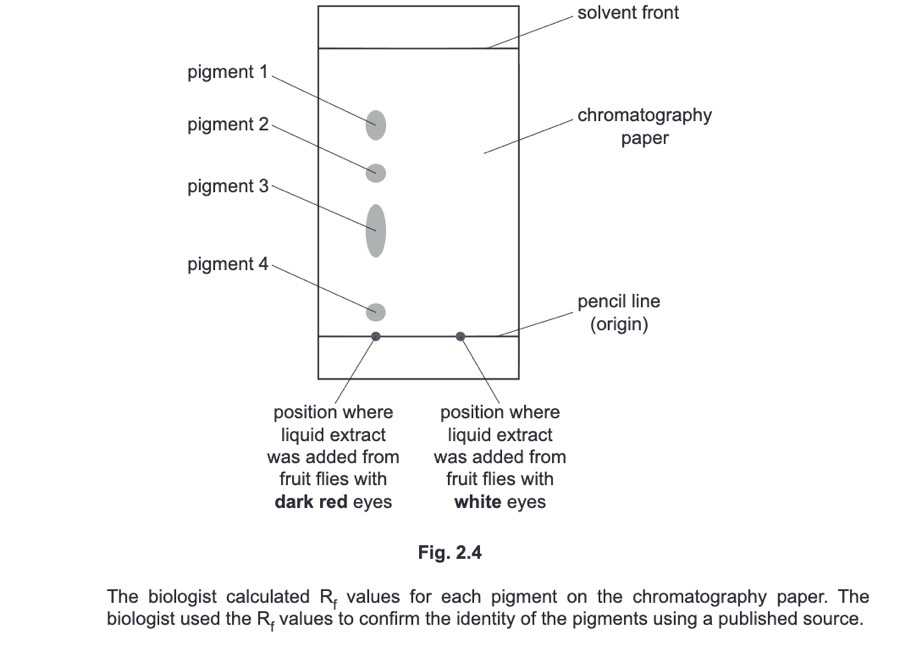 solvent front
pigment 1
chromatography
paper
pigment 2
pigment 3
pigment 4
pencil line
(origin)
position where
liquid extract
was added from
fruit flies with
dark red eyes
position where
liquid extract
was added from
fruit flies with
white eyes
Fig. 2.4
The biologist calculated Rf values for each pigment on the chromatography paper. The
biologist used the Rf values to confirm the identity of the pigments using a published source.